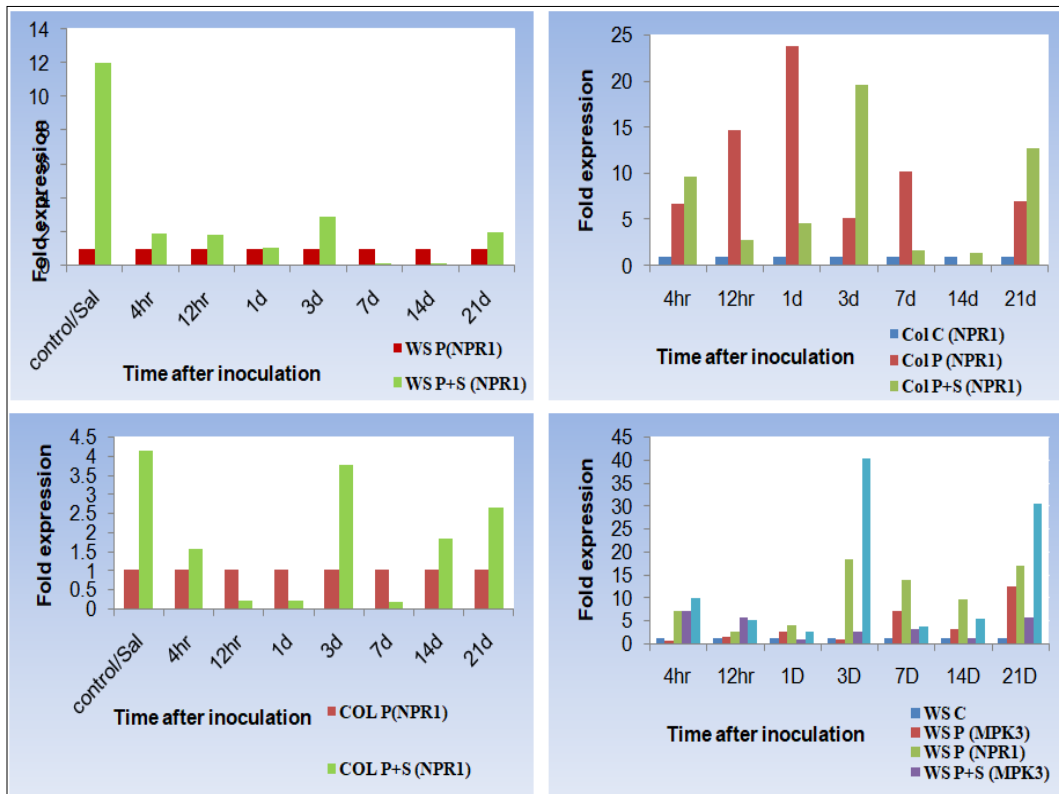 14
12
10
8
6
4
2
0
Fold expression
control/Sal
4hr
12hr
1d
3d
7d
14d
21d
Time after inoculation
WS P(NPR1)
WS P+S (NPR1)
25
20
15
10
5
0
Fold expression
4hr
12hr
1d
3d
7d
14d
21d
Time after inoculation
Col C (NPR1)
Col P (NPR1)
Col P+S (NPR1)
4.5
4
3.5
3
2.5
2
1.5
1
0.5
0
Fold expression
control/Sal
4hr
12hr
1d
3d
7d
14d
21d
Time after inoculation
COL P(NPR1)
COL P+S (NPR1)
45
40
35
30
25
20
15
10
5
0
Fold expression
4hr
12hr
1D
3D
7D
14D
21D
Time after inoculation
WS C
WS P (MPK3)
WS P (NPR1)
WS P+S (MPK3)